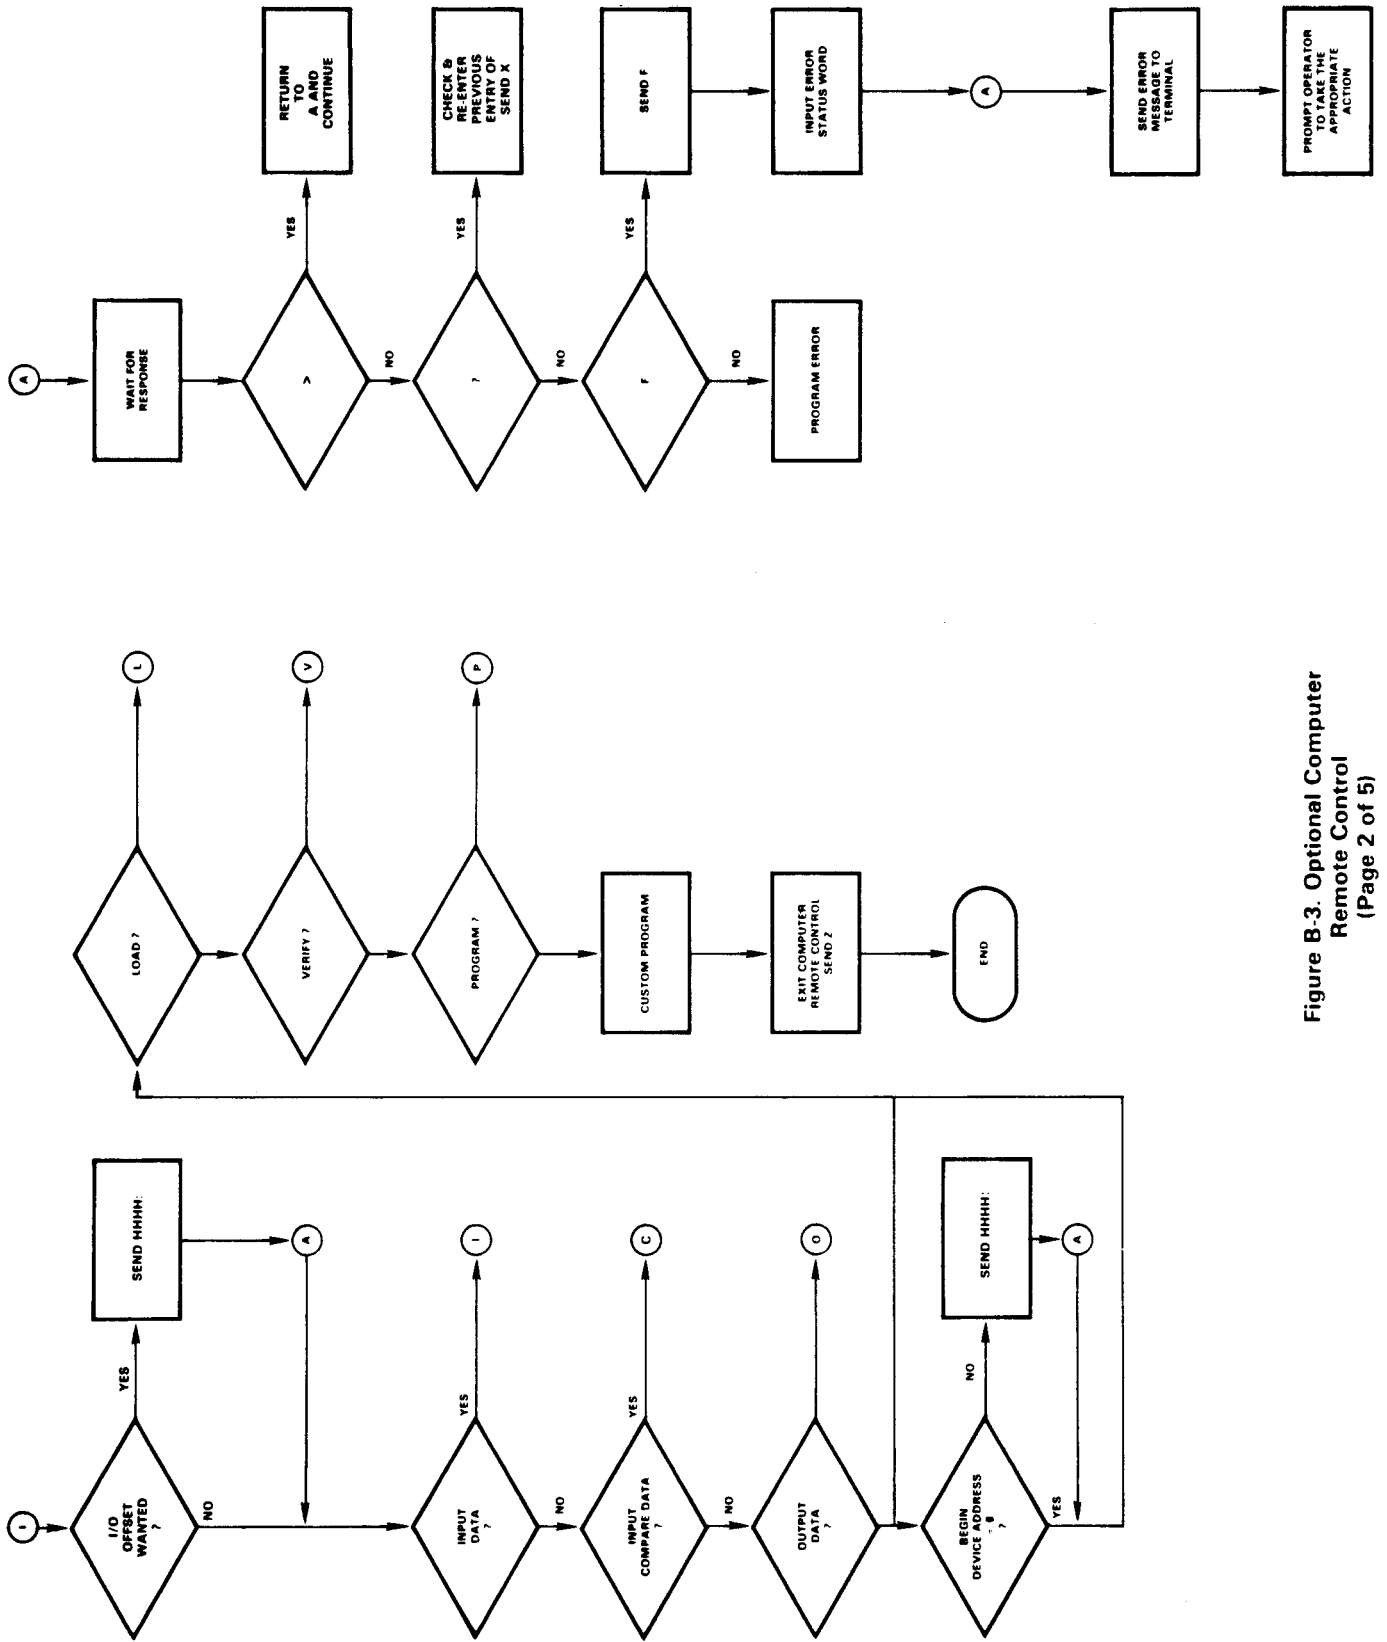 I
I/O
OFFSET
WANTED
?
YES
SEND HHHH:
A
NO
INPUT
DATA
?
YES
I
NO
INPUT
COMPARE DATA
?
YES
C
NO
OUTPUT
DATA
?
O
BEGIN
DEVICE ADDRESS
?
NO
SEND HHHH:
A
YES
LOAD ?
L
VERIFY ?
V
PROGRAM ?
P
CUSTOM PROGRAM
EXIT COMPUTER
REMOTE CONTROL
SEND Z
END
A
WAIT FOR
RESPONSE
>
YES
RETURN
TO
A AND
CONTINUE
NO
?
YES
CHECK &
RE-ENTER
PREVIOUS
ENTRY OF
SEND X
NO
F
YES
SEND F
NO
PROGRAM ERROR
INPUT ERROR
STATUS WORD
A
SEND ERROR
MESSAGE TO
TERMINAL
PROMPT OPERATOR
TO TAKE THE
APPROPRIATE
ACTION
Figure B-3. Optional Computer
Remote Control
(Page 2 of 5)